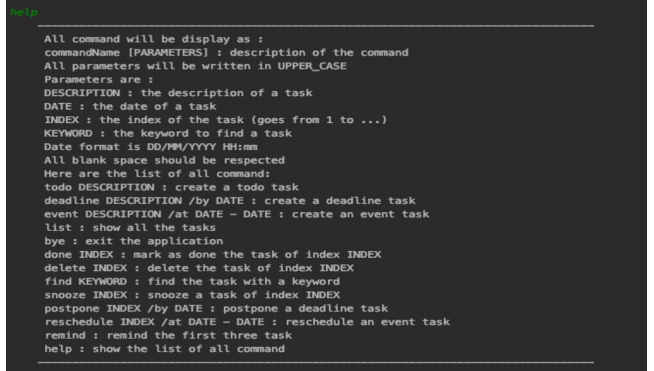 help
All command will be display as :
commandName [PARAMETERS] : description of the command
All parameters will be written in UPPER_CASE
Parameters are :
DESCRIPTION : the description of a task
DATE : the date of a task
INDEX : the index of the task (goes from 1 to ...)
KEYWORD : the keyword to find a task
Date format is DD/MM/YYYY HH:mm
All blank space should be respected
Here are the list of all command:
todo DESCRIPTION : create a todo task
deadline DESCRIPTION /by DATE : create a deadline task
event DESCRIPTION /at DATE – DATE : create an event task
list : show all the tasks
bye : exit the application
done INDEX : mark as done the task of index INDEX
delete INDEX : delete the task of index INDEX
find KEYWORD : find the task with a keyword
snooze INDEX : snooze a task of index INDEX
postpone INDEX /by DATE : postpone a deadline task
reschedule INDEX /at DATE – DATE : reschedule an event task
remind : remind the first three task
help : show the list of all command